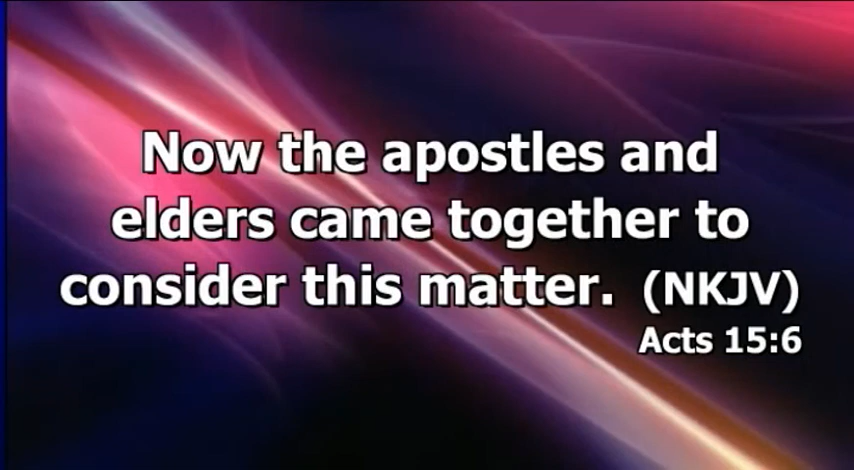 Now the apostles and
elders came together to
consider this matter. (NKJV)
Acts 15:6